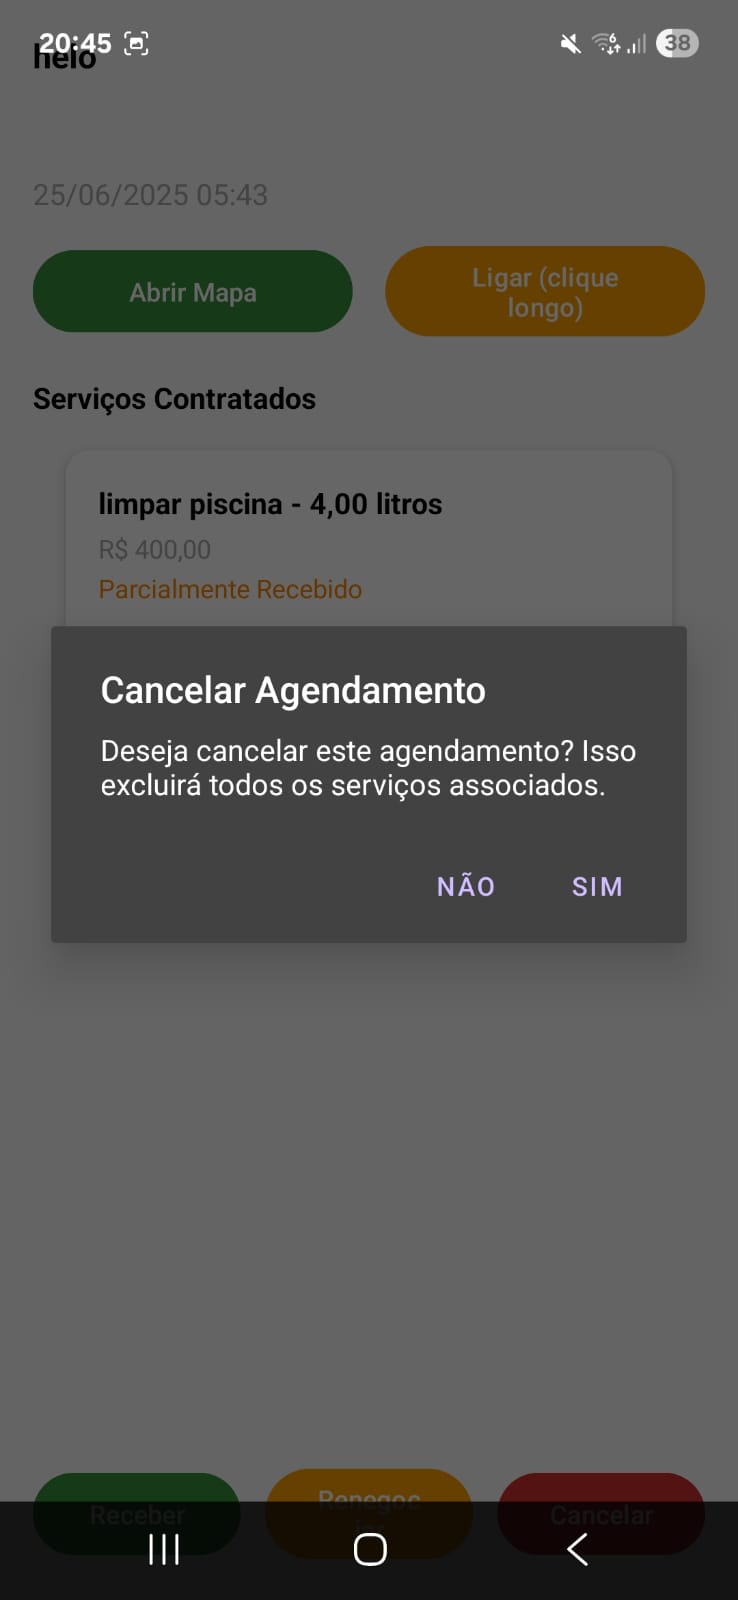 20:45
38
helo
25/06/2025 05:43
Abrir Mapa
Ligar (clique
longo)
Serviços Contratados
limpar piscina - 4,00 litros
R$ 400,00
Parcialmente Recebido
Cancelar Agendamento
Deseja cancelar este agendamento? Isso
excluirá todos os serviços associados.
NÃO SIM
Receber
Renegoc
Cancelar